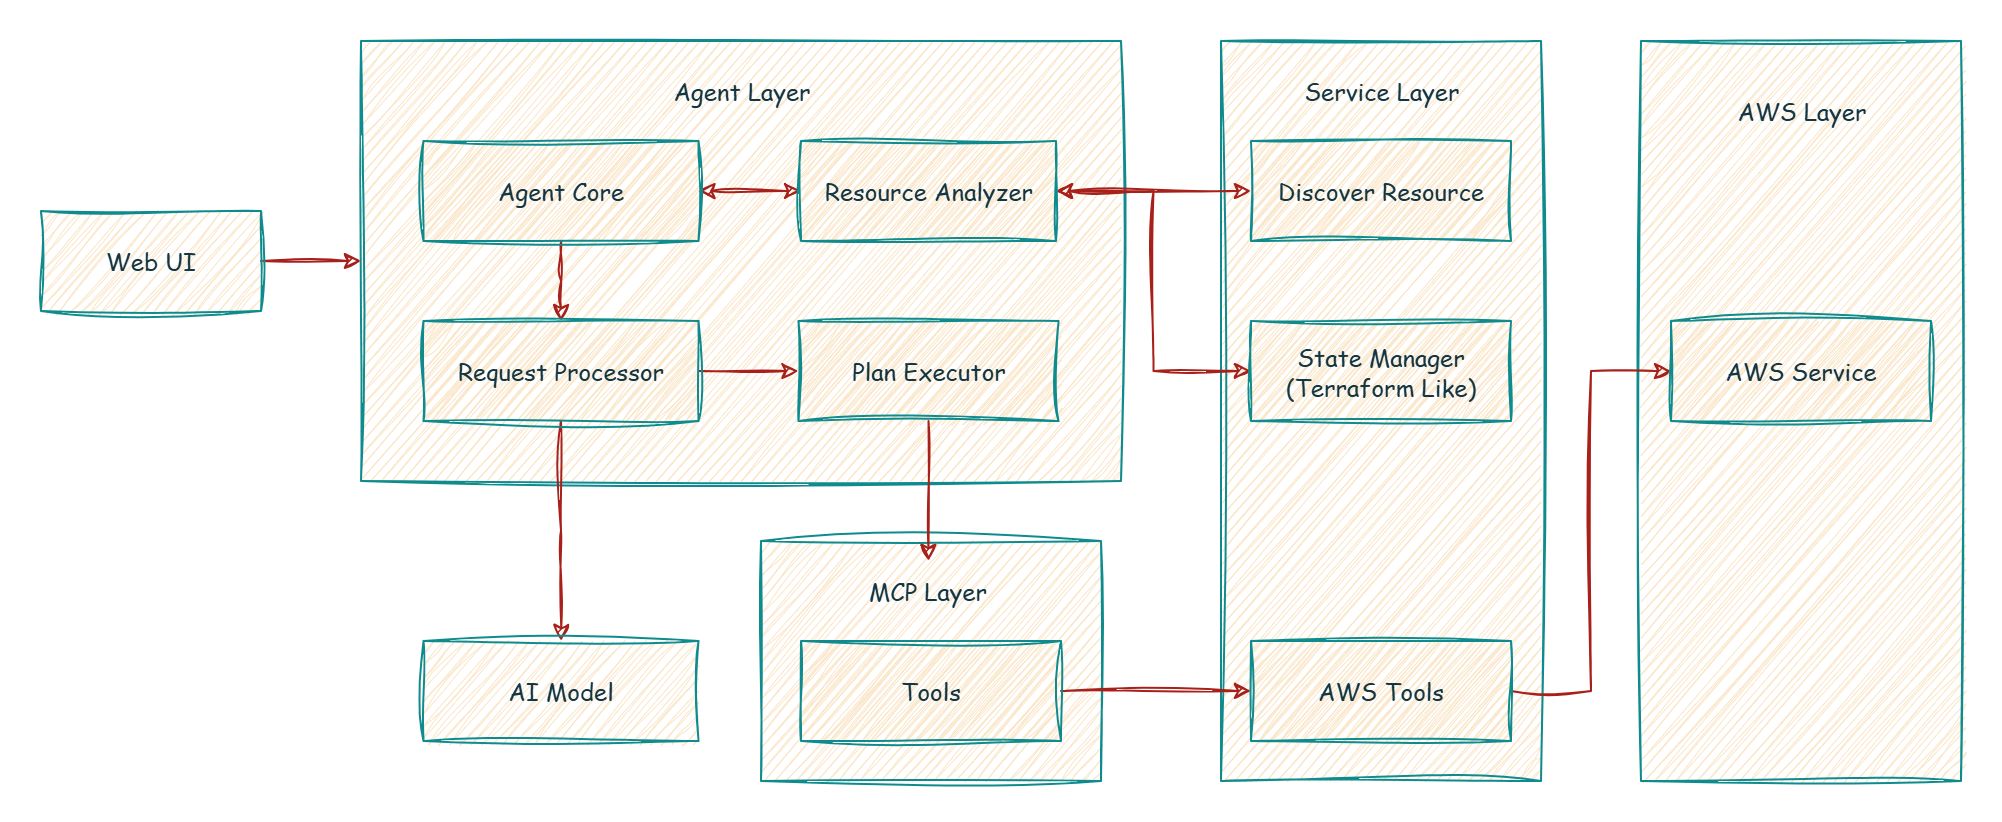 Agent Layer
Service Layer
AWS Layer
Agent Core
Resource Analyzer
Discover Resource
Web UI
Request Processor
Plan Executor
State Manager
(Terraform Like)
AWS Service
MCP Layer
AI Model
Tools
AWS Tools